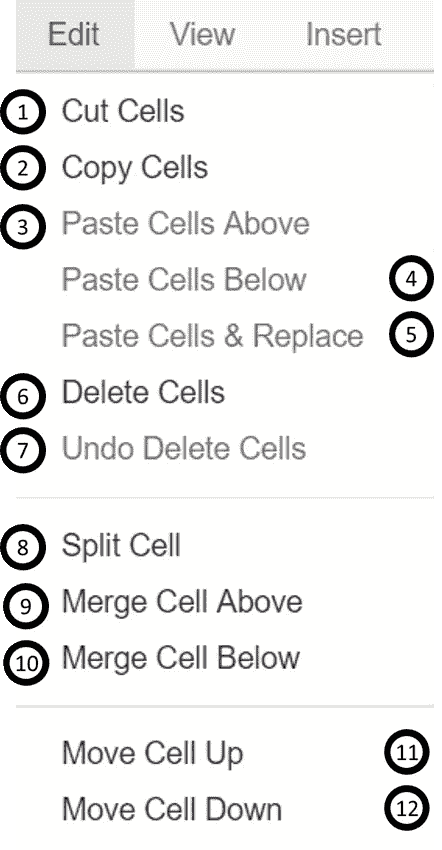 Edit View Insert
1 Cut Cells
2 Copy Cells
3 Paste Cells Above
Paste Cells Below 4
Paste Cells & Replace 5
6 Delete Cells
7 Undo Delete Cells
8 Split Cell
9 Merge Cell Above
10 Merge Cell Below
Move Cell Up 11
Move Cell Down 12